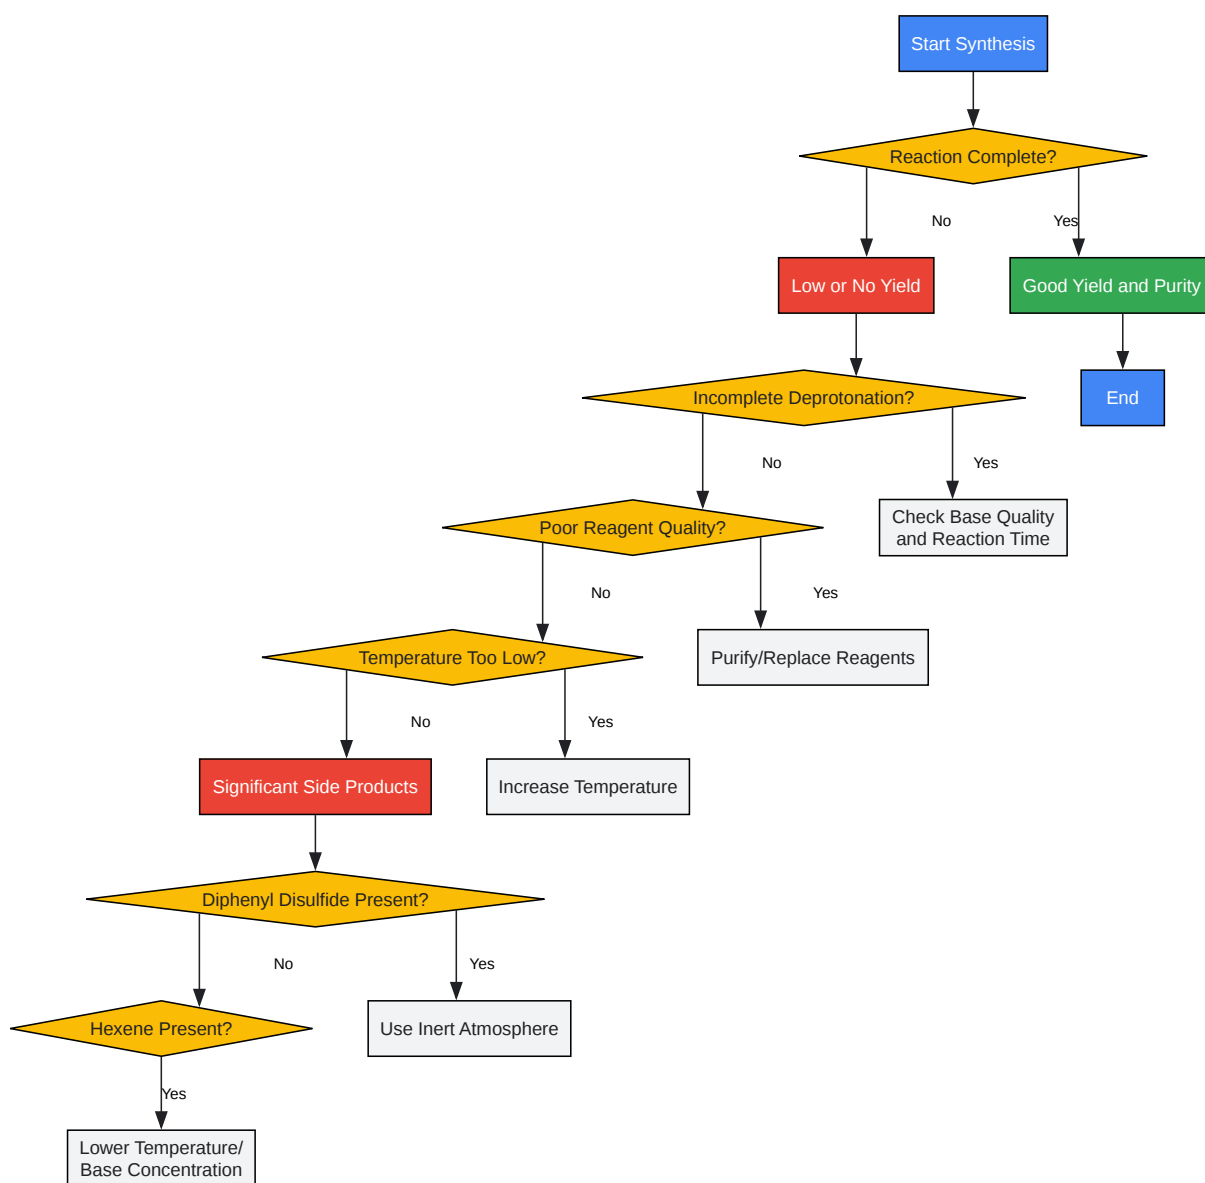 Start Synthesis
Reaction Complete?
No
Yes
Low or No Yield
Good Yield and Purity
Incomplete Deprotonation?
End
No
Yes
Check Base Quality
and Reaction Time
Poor Reagent Quality?
No
Yes
Temperature Too Low?
Purify/Replace Reagents
No
Yes
Significant Side Products
Increase Temperature
Diphenyl Disulfide Present?
No
Yes
Hexene Present?
Use Inert Atmosphere
Yes
Lower Temperature/
Base Concentration